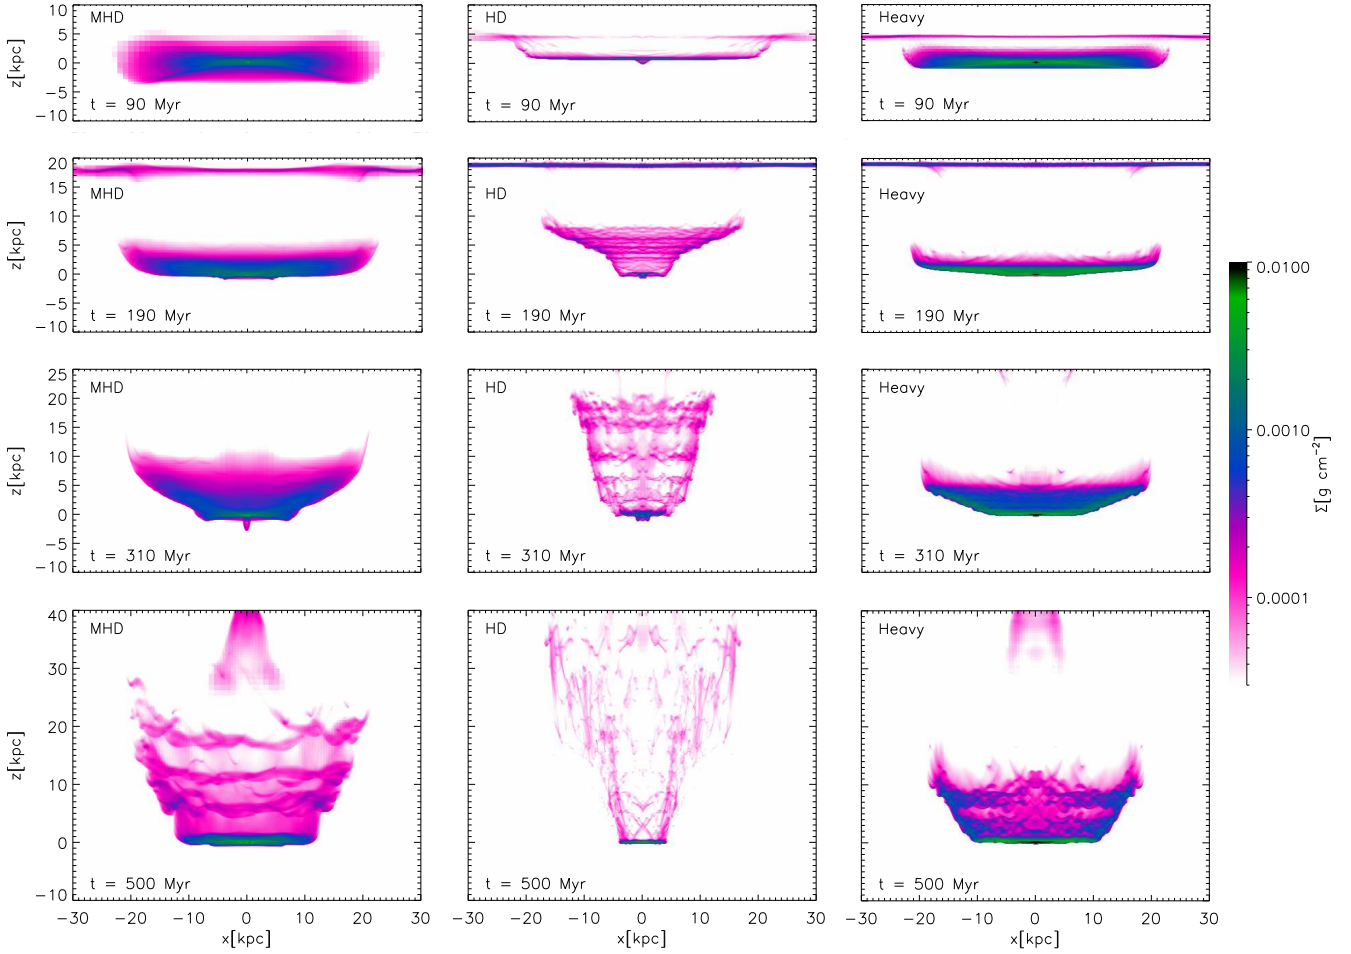 10
5
0
−5
−10
z[kpc]
MHD
t = 90 Myr
HD
t = 90 Myr
Heavy
t = 90 Myr
20
15
10
5
0
−5
−10
z[kpc]
MHD
t = 190 Myr
HD
t = 190 Myr
Heavy
t = 190 Myr
25
20
15
10
5
0
−5
−10
z[kpc]
MHD
t = 310 Myr
HD
t = 310 Myr
Heavy
t = 310 Myr
40
30
20
10
0
−10
z[kpc]
MHD
t = 500 Myr
HD
t = 500 Myr
Heavy
t = 500 Myr
−30 −20 −10 0 10 20 30
x[kpc]
−30 −20 −10 0 10 20 30
x[kpc]
−30 −20 −10 0 10 20 30
x[kpc]
0.0100
0.0010
0.0001
Σ[g cm⁻²]